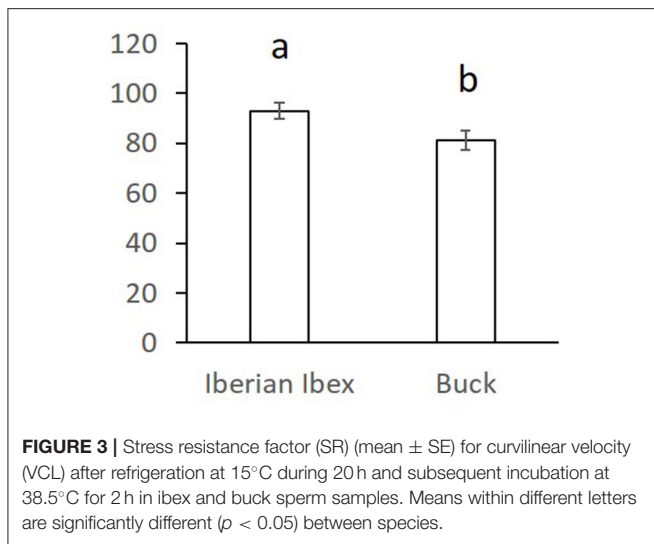 120
100
80
60
40
20
0
a
b
Iberian Ibex Buck
FIGURE 3 | Stress resistance factor (SR) (mean ± SE) for curvilinear velocity
(VCL) after refrigeration at 15°C during 20 h and subsequent incubation at
38.5°C for 2 h in ibex and buck sperm samples. Means within different letters
are significantly different (p < 0.05) between species.